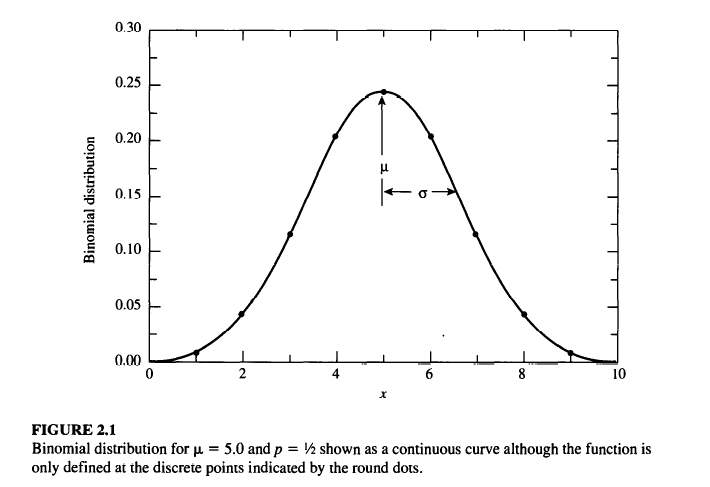 0.30
0.25
0.20
0.15
0.10
0.05
0.00
Binomial distribution
μ
σ
0 2 4 6 8 10
x
FIGURE 2.1
Binomial distribution for μ = 5.0 and p = ½ shown as a continuous curve although the function is
only defined at the discrete points indicated by the round dots.